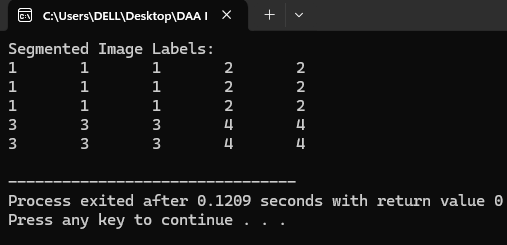 C:\Users\DELL\Desktop\DAA I
Segmented Image Labels:
1 1 1 2 2
1 1 1 2 2
1 1 1 2 2
3 3 3 4 4
3 3 3 4 4
--------------------------------
Process exited after 0.1209 seconds with return value 0
Press any key to continue . . .